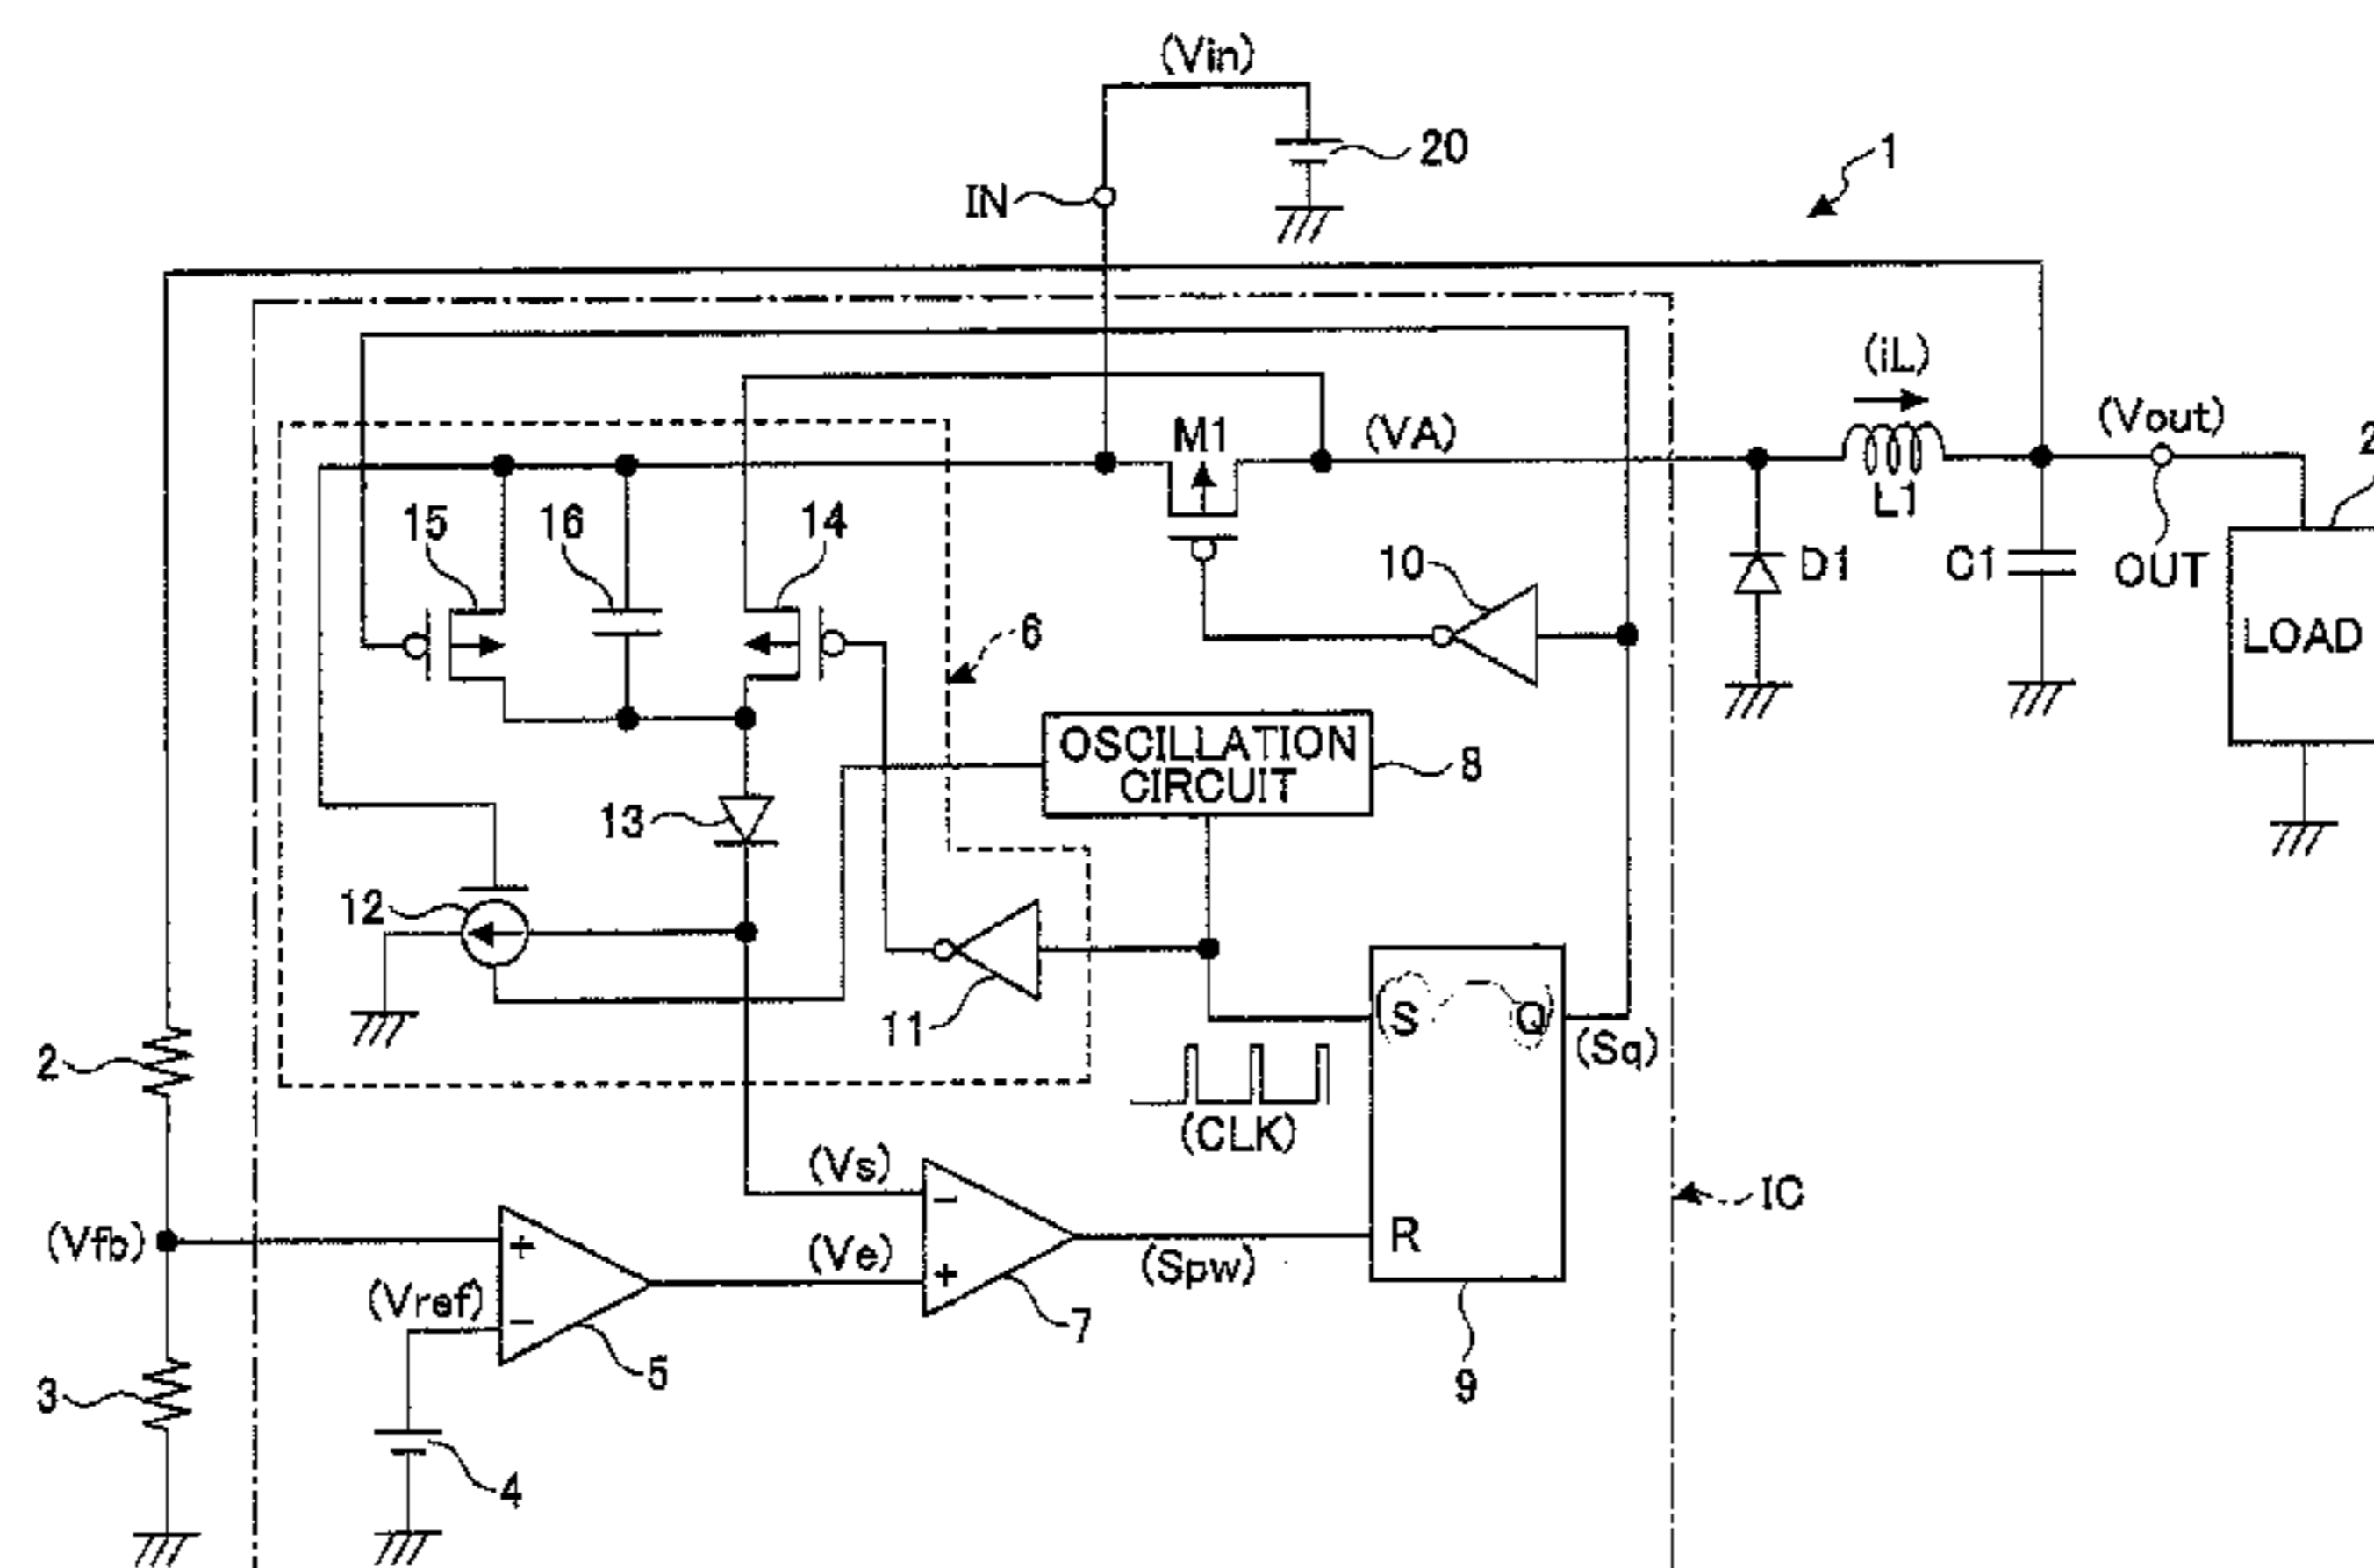 (Vin)
20
1
IN
(iL)
M1
(VA)
(Vout)
2
15
16
14
L1
10
D1
C1
OUT
6
LOAD
OSCILLATION
CIRCUIT
8
13
12
11
S
Q
(Sq)
2
(CLK)
(Vs)
IC
(Vfb)
+
−
(Ve)
R
(Vref)
+
(Spw)
−
7
5
3
9
4